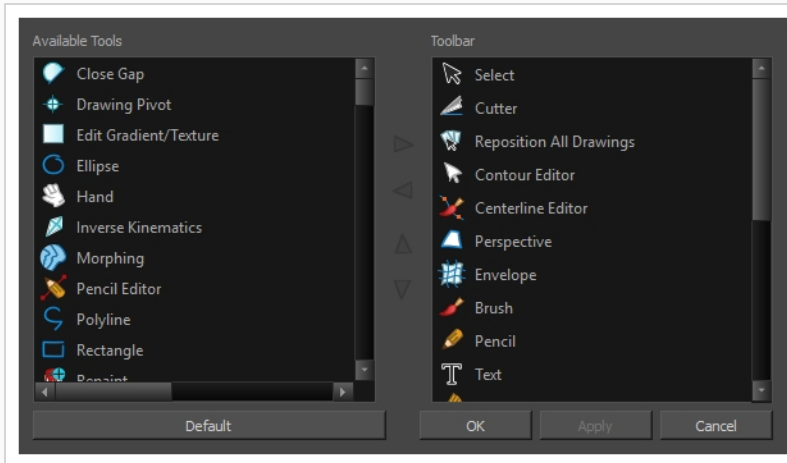 Available Tools
Close Gap
Drawing Pivot
Edit Gradient/Texture
Ellipse
Hand
Inverse Kinematics
Morphing
Pencil Editor
Polyline
Rectangle
Repaint
Default
Toolbar
Select
Cutter
Reposition All Drawings
Contour Editor
Centerline Editor
Perspective
Envelope
Brush
Pencil
Text
OK
Apply
Cancel